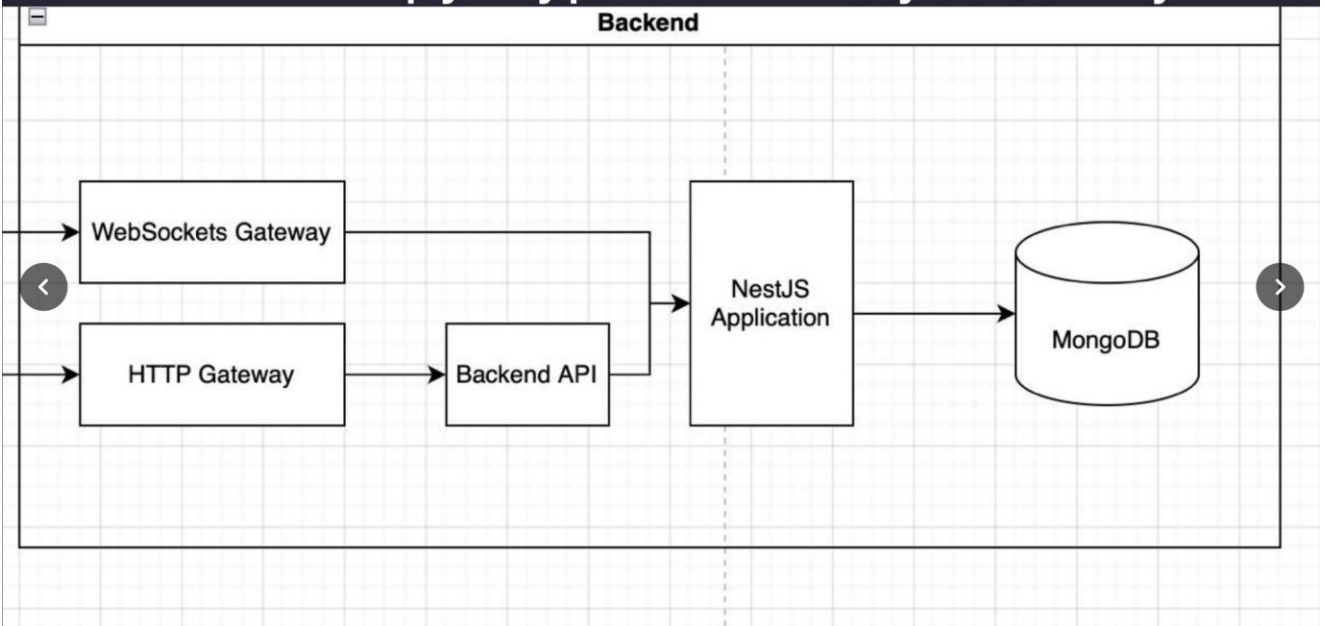 Backend
WebSockets Gateway
HTTP Gateway
Backend API
NestJS
Application
MongoDB